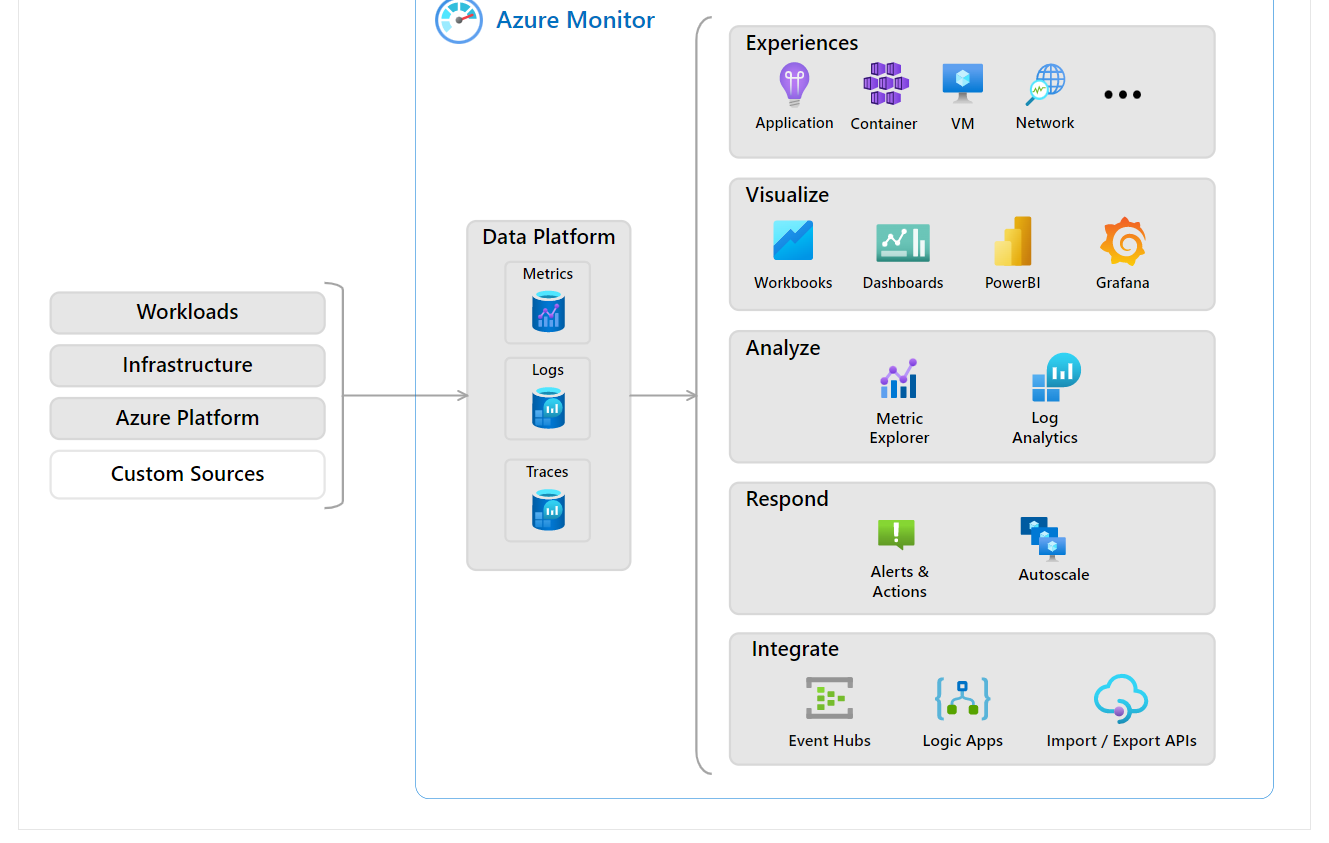 Azure Monitor
Workloads
Infrastructure
Azure Platform
Custom Sources
Data Platform
Metrics
Logs
Traces
Experiences
Application
Container
VM
Network
Visualize
Workbooks
Dashboards
PowerBI
Grafana
Analyze
Metric
Explorer
Log
Analytics
Respond
Alerts &
Actions
Autoscale
Integrate
Event Hubs
Logic Apps
Import / Export APIs